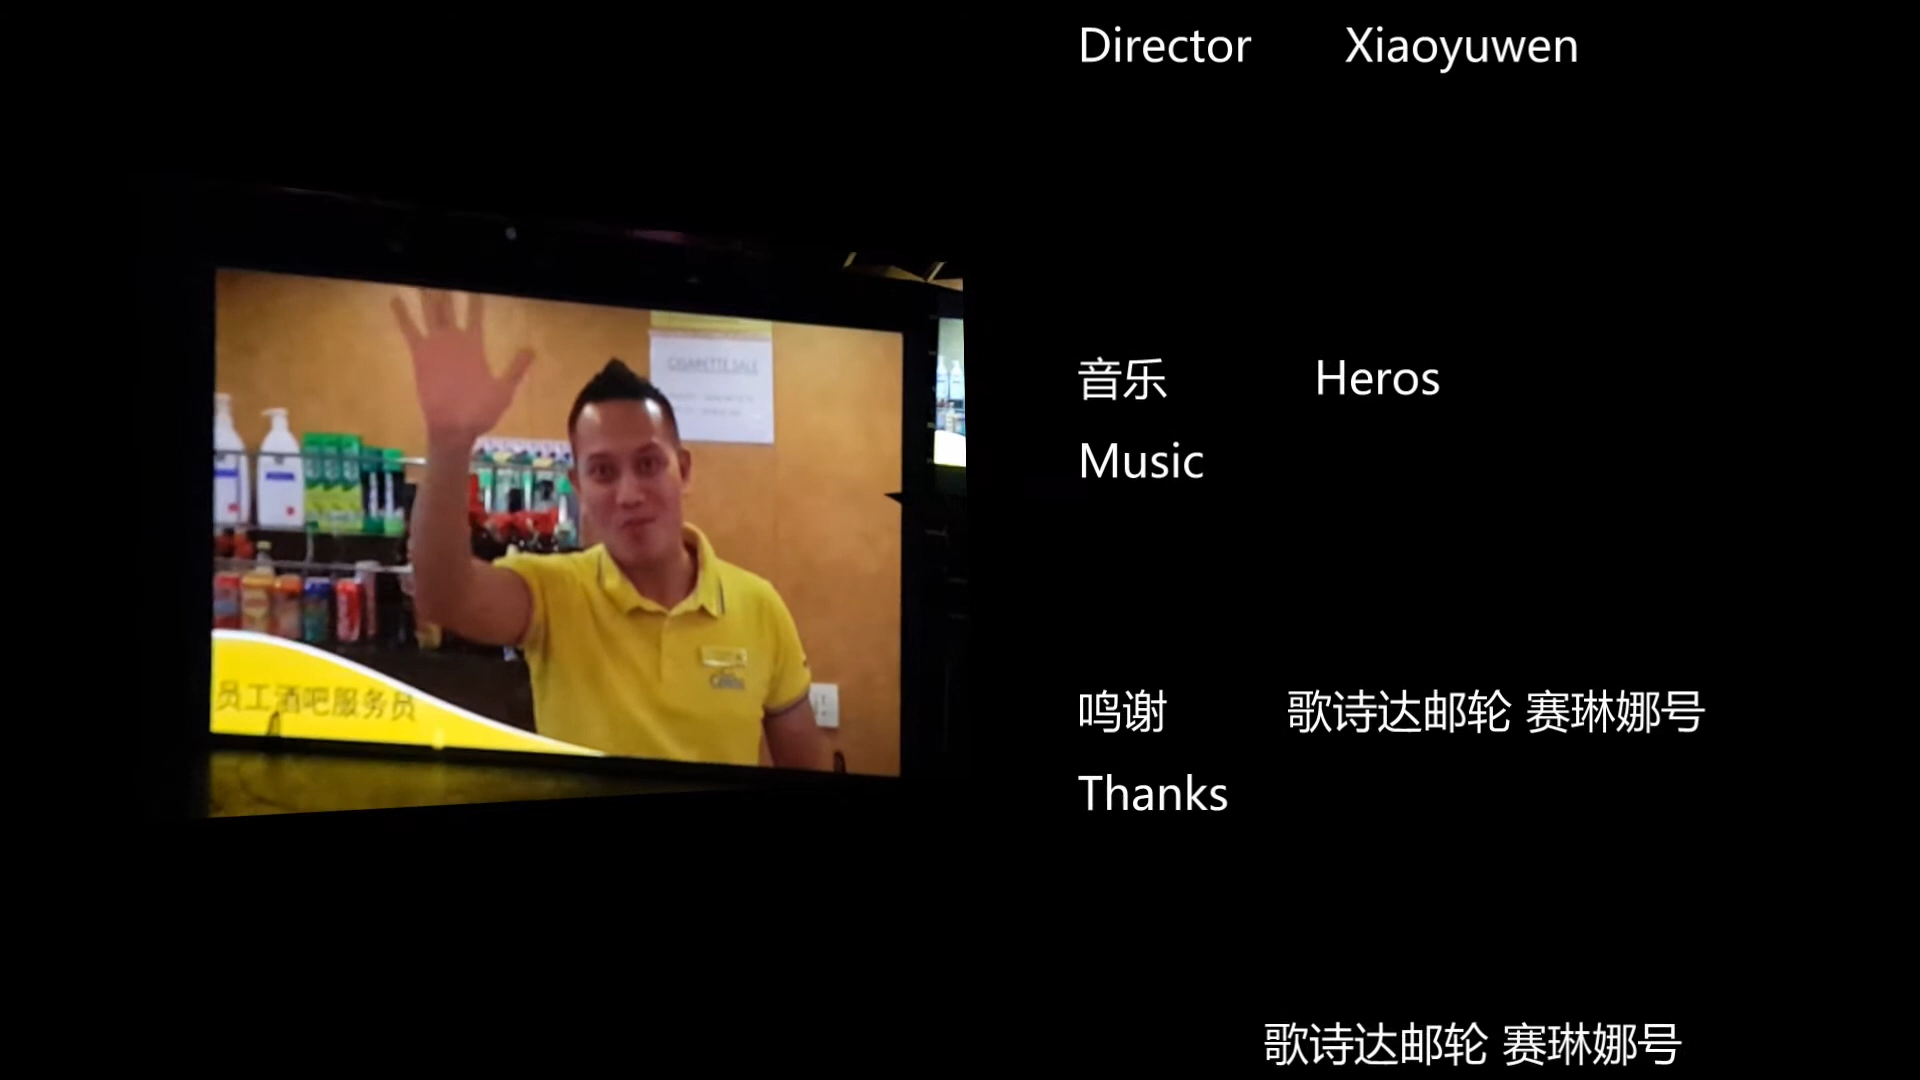 Director Xiaoyuwen
CIGARETTE SALE
音乐 Heros
Music
员工酒吧服务员
鸣谢 歌诗达邮轮 赛琳娜号
Thanks
歌诗达邮轮 赛琳娜号